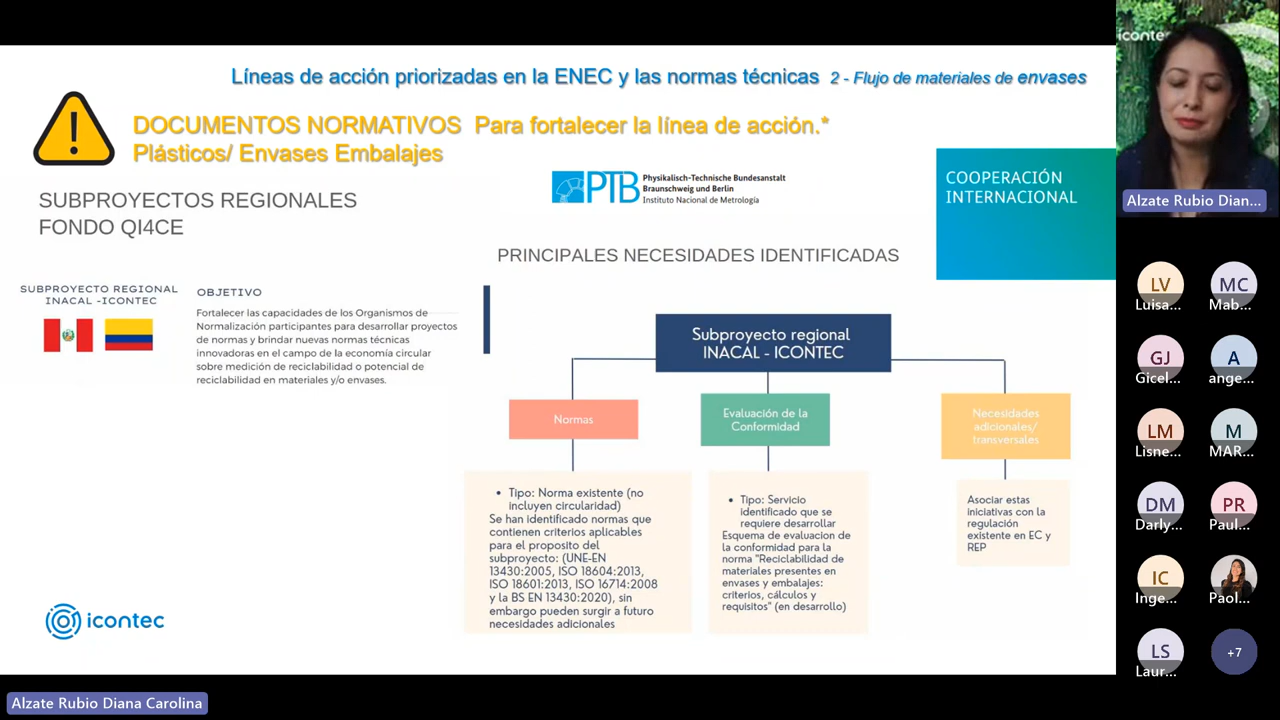 Líneas de acción priorizadas en la ENEC y las normas técnicas 2 - Flujo de materiales de envases
DOCUMENTOS NORMATIVOS Para fortalecer la línea de acción.*
Plásticos/ Envases Embalajes
SUBPROYECTOS REGIONALES
FONDO QI4CE
PTB
Physikalisch-Technische Bundesanstalt
Braunschweig und Berlin
Instituto Nacional de Metrología
COOPERACIÓN
INTERNACIONAL
PRINCIPALES NECESIDADES IDENTIFICADAS
SUBPROYECTO REGIONAL
INACAL -ICONTEC
OBJETIVO
Fortalecer las capacidades de los Organismos de
Normalización participantes para desarrollar proyectos
de normas y brindar nuevas normas técnicas
innovadoras en el campo de la economía circular
sobre medición de reciclabilidad o potencial de
reciclabilidad en materiales y/o envases.
Subproyecto regional
INACAL - ICONTEC
Normas
Evaluación de la
Conformidad
Necesidades
adicionales/
transversales
• Tipo: Norma existente (no
incluyen circularidad)
Se han identificado normas que
contienen criterios aplicables
para el proposito del
subproyecto: (UNE-EN
13430:2005, ISO 18604:2013,
ISO 18601:2013, ISO 16714:2008
y la BS EN 13430:2020), sin
embargo pueden surgir a futuro
necesidades adicionales
• Tipo: Servicio
identificado que se
requiere desarrollar
Esquema de evaluacion de
la conformidad para la
norma "Reciclabilidad de
materiales presentes en
envases y embalajes:
criterios, cálculos y
requisitos" (en desarrollo)
Asociar estas
iniciativas con la
regulación
existente en EC y
REP
icontec
icontec
Alzate Rubio Dian...
LV
Luisa...
MC
Mab...
GJ
Gicel...
A
ange...
LM
Lisne...
M
MAR...
DM
Darly...
PR
Paul...
IC
Inge...
Paol...
LS
Laur...
+7
Alzate Rubio Diana Carolina